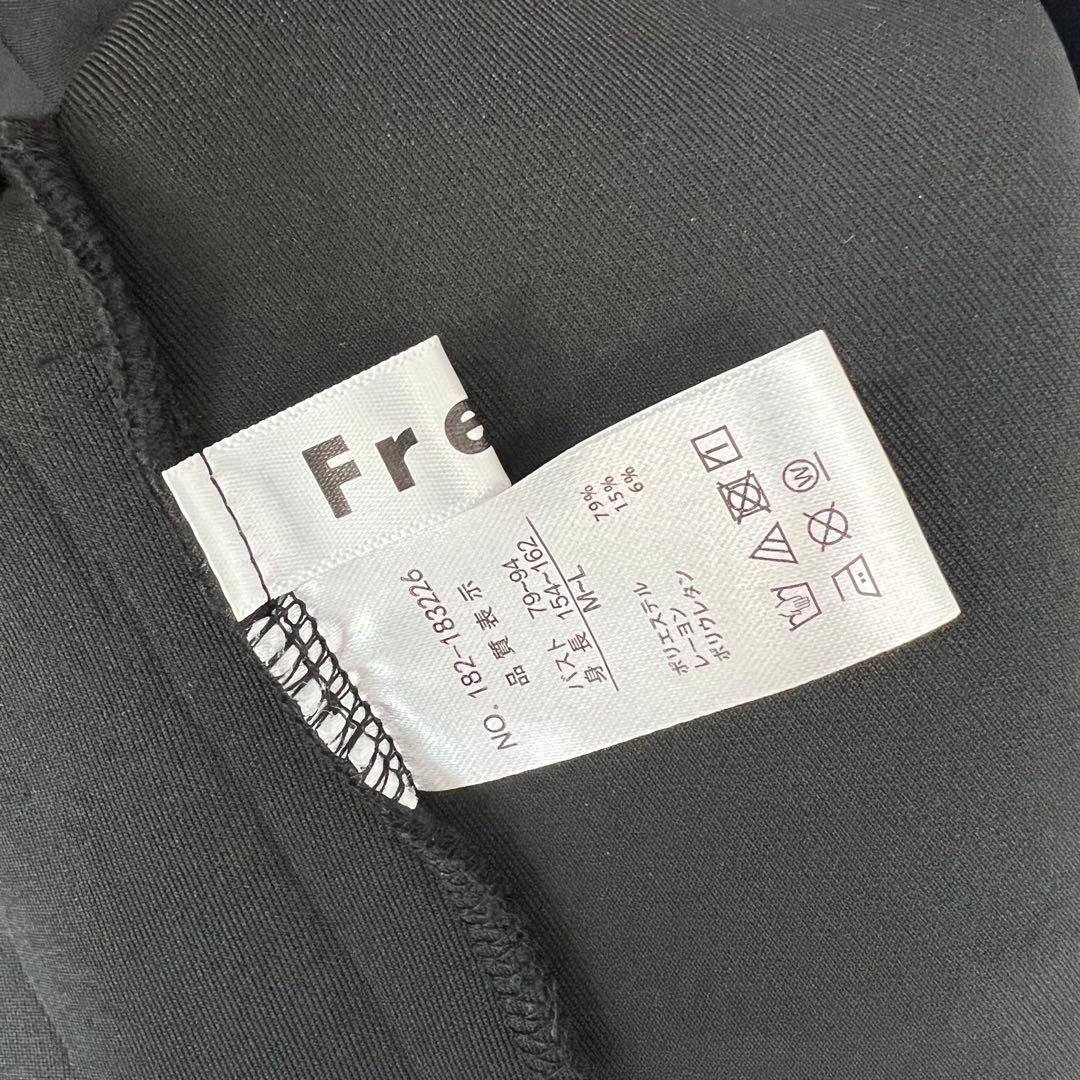 Fre
NO. 182-183226
品質表示
バスト 79~94
身長 154~162
M~L
ポリエステル 79%
レーヨン 15%
ポリウレタン 6%
W